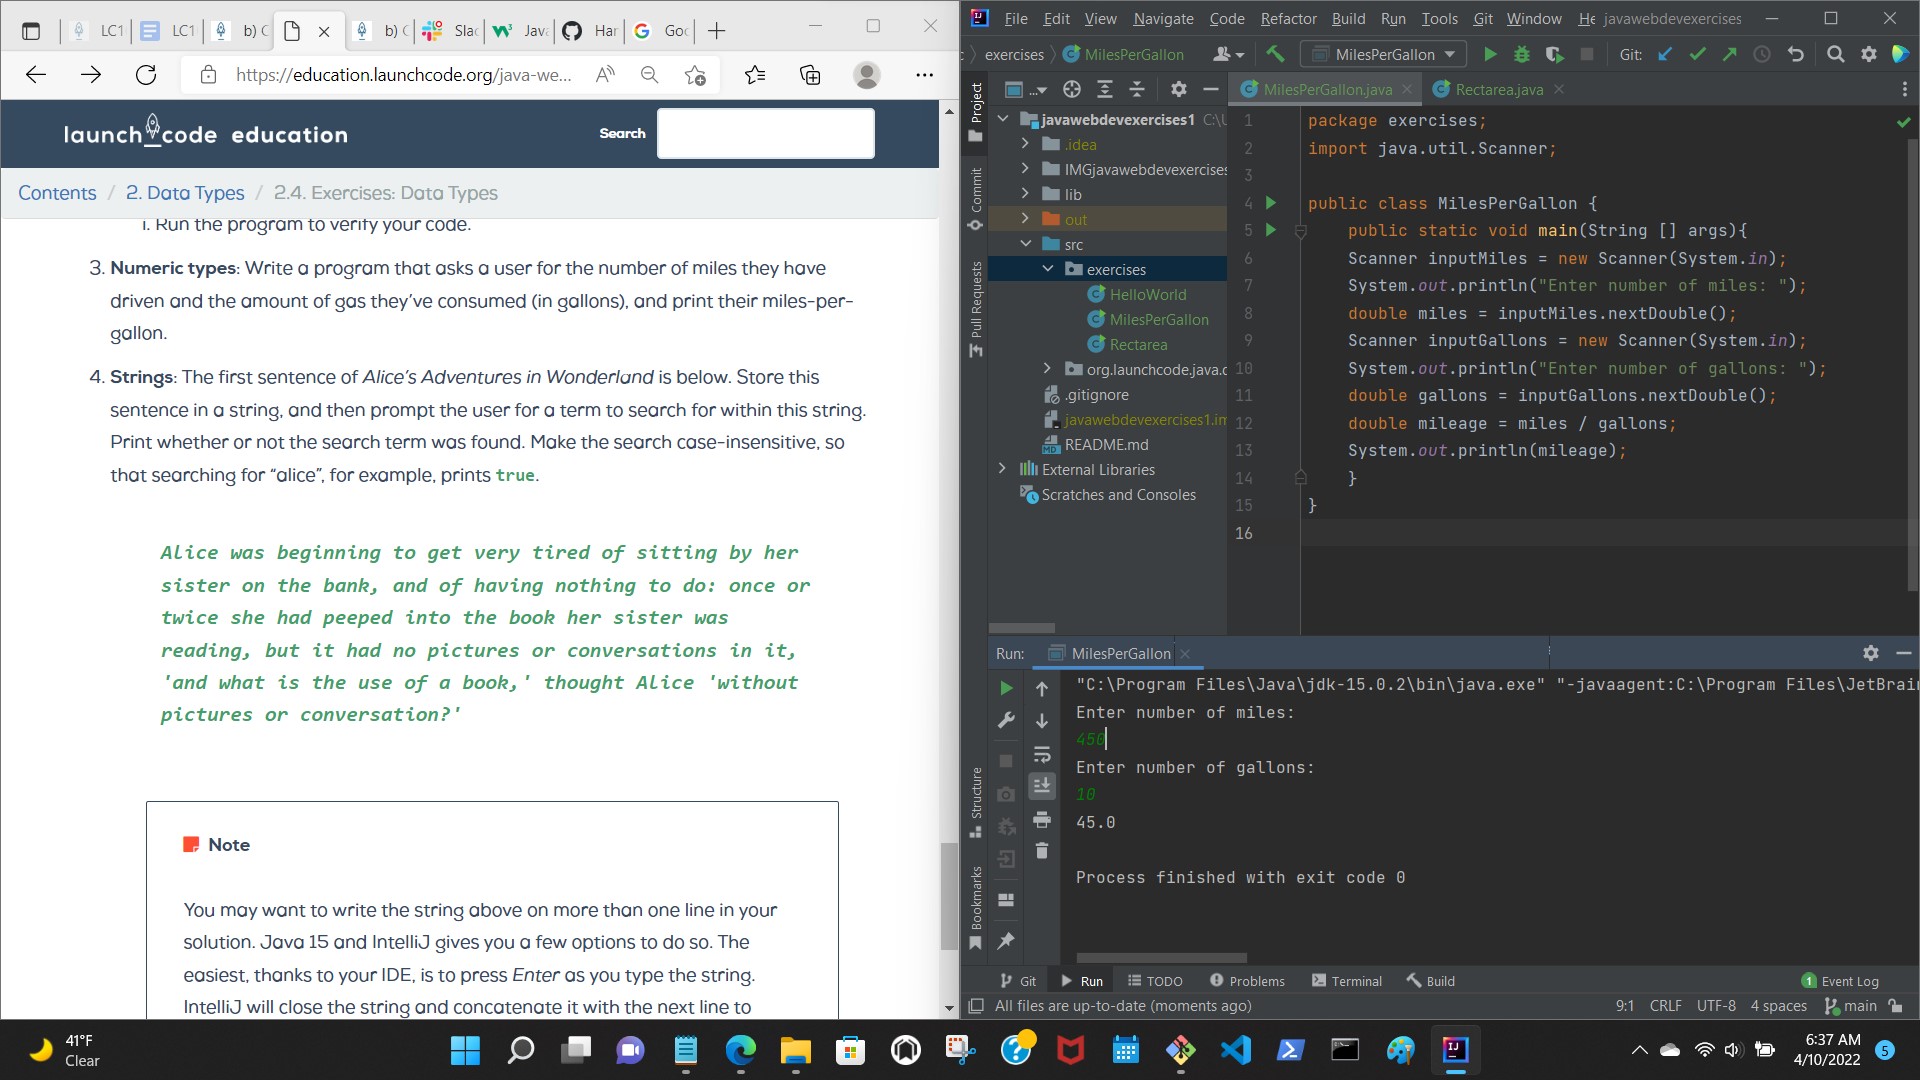 LC1
LC1
b) C
b) C
Slac
Java
Har
Goo
https://education.launchcode.org/java-we...
launch_code education
Search
Contents / 2. Data Types / 2.4. Exercises: Data Types
i. Run the program to verify your code.
3. Numeric types: Write a program that asks a user for the number of miles they have
driven and the amount of gas they've consumed (in gallons), and print their miles-per-
gallon.
4. Strings: The first sentence of Alice's Adventures in Wonderland is below. Store this
sentence in a string, and then prompt the user for a term to search for within this string.
Print whether or not the search term was found. Make the search case-insensitive, so
that searching for “alice”, for example, prints true.
Alice was beginning to get very tired of sitting by her
sister on the bank, and of having nothing to do: once or
twice she had peeped into the book her sister was
reading, but it had no pictures or conversations in it,
'and what is the use of a book,' thought Alice 'without
pictures or conversation?'
Note
You may want to write the string above on more than one line in your
solution. Java 15 and IntelliJ gives you a few options to do so. The
easiest, thanks to your IDE, is to press Enter as you type the string.
IntelliJ will close the string and concatenate it with the next line to
File Edit View Navigate Code Refactor Build Run Tools Git Window He javawebdevexercises
exercises MilesPerGallon MilesPerGallon Git:
Project
Commit
Pull Requests
Structure
Bookmarks
...
javawebdevexercises1 C:\U
.idea
IMGjavawebdevexercises
lib
out
src
exercises
HelloWorld
MilesPerGallon
Rectarea
org.launchcode.java.c
.gitignore
javawebdevexercises1.im
README.md
External Libraries
Scratches and Consoles
MilesPerGallon.java Rectarea.java
1 package exercises;
2 import java.util.Scanner;
3
4 public class MilesPerGallon {
5 public static void main(String [] args){
6 Scanner inputMiles = new Scanner(System.in);
7 System.out.println("Enter number of miles: ");
8 double miles = inputMiles.nextDouble();
9 Scanner inputGallons = new Scanner(System.in);
10 System.out.println("Enter number of gallons: ");
11 double gallons = inputGallons.nextDouble();
12 double mileage = miles / gallons;
13 System.out.println(mileage);
14 }
15 }
16
Run: MilesPerGallon
"C:\Program Files\Java\jdk-15.0.2\bin\java.exe" "-javaagent:C:\Program Files\JetBrai
Enter number of miles:
450
Enter number of gallons:
10
45.0
Process finished with exit code 0
Git Run TODO Problems Terminal Build 1 Event Log
All files are up-to-date (moments ago) 9:1 CRLF UTF-8 4 spaces main
41°F
Clear
6:37 AM
4/10/2022
5